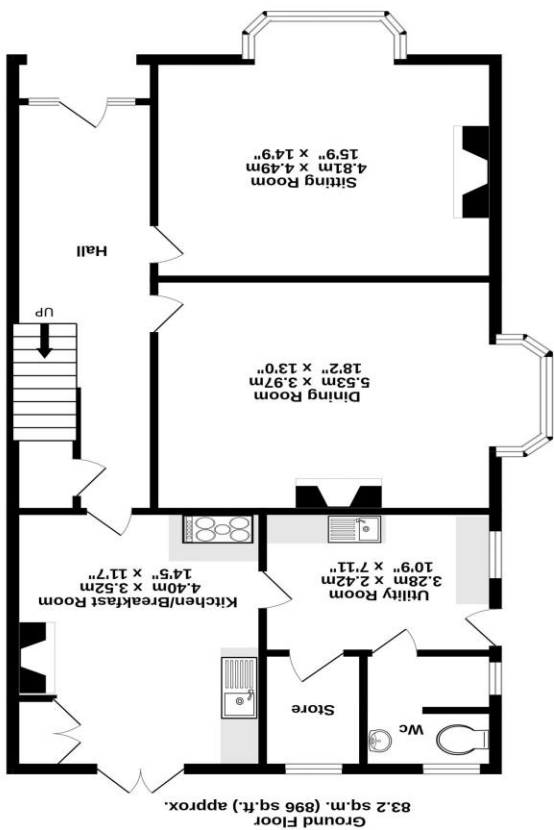 Ground Floor
83.2 sq.m. (896 sq.ft.) approx.
Wc
Store
Utility Room
3.28m x 2.42m
10'9" x 7'11"
Kitchen/Breakfast Room
4.40m x 3.52m
14'5" x 11'7"
Dining Room
5.53m x 3.97m
18'2" x 13'0"
UP
Hall
Sitting Room
4.81m x 4.49m
15'9" x 14'9"